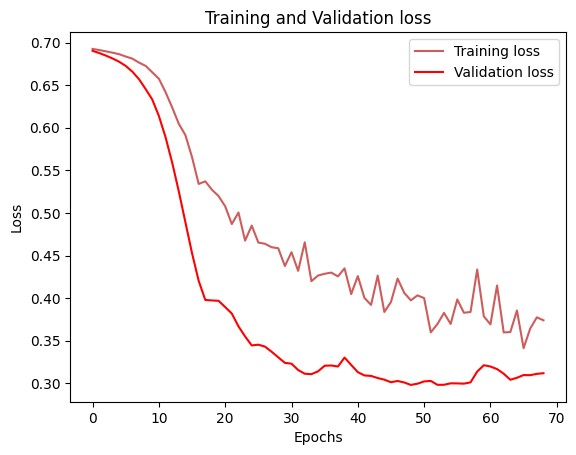 Training and Validation loss
Training loss
Validation loss
0.70
0.65
0.60
0.55
0.50
0.45
0.40
0.35
0.30
Loss
0 10 20 30 40 50 60 70
Epochs